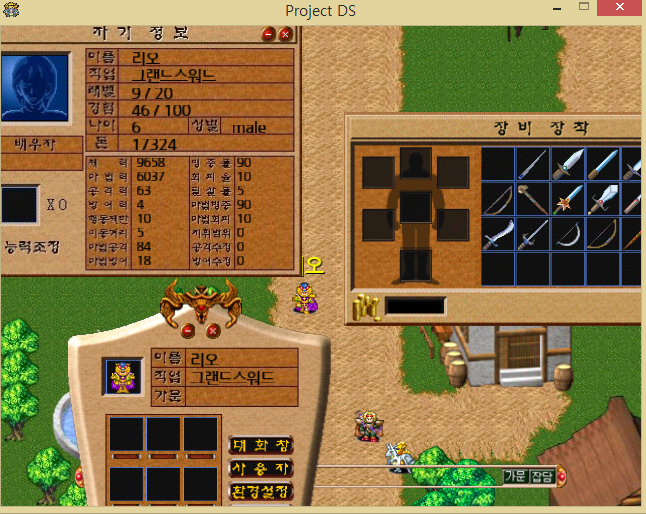 Project DS
자 기 정 보
이름 리오
직업 그랜드스워드
레벨 9 / 20
경험 46 / 100
나이 6 성별 male
돈 17324
배우자
체 력 9658 명 중 률 90
마 법 력 6037 회 피 율 10
공 격 력 63 필 살 률 5
방 어 력 4 마법명중 90
행동제한 10 마법회피 10
이동거리 5 지휘범위 0
마법공격 84 공격수정 0
마법방어 18 방어수정 0
X 0
능력조정
장 비 장 착
오
이름 리오
직업 그랜드스워드
가문
대 화 창
사 용 자
환경설정
가문 잡담